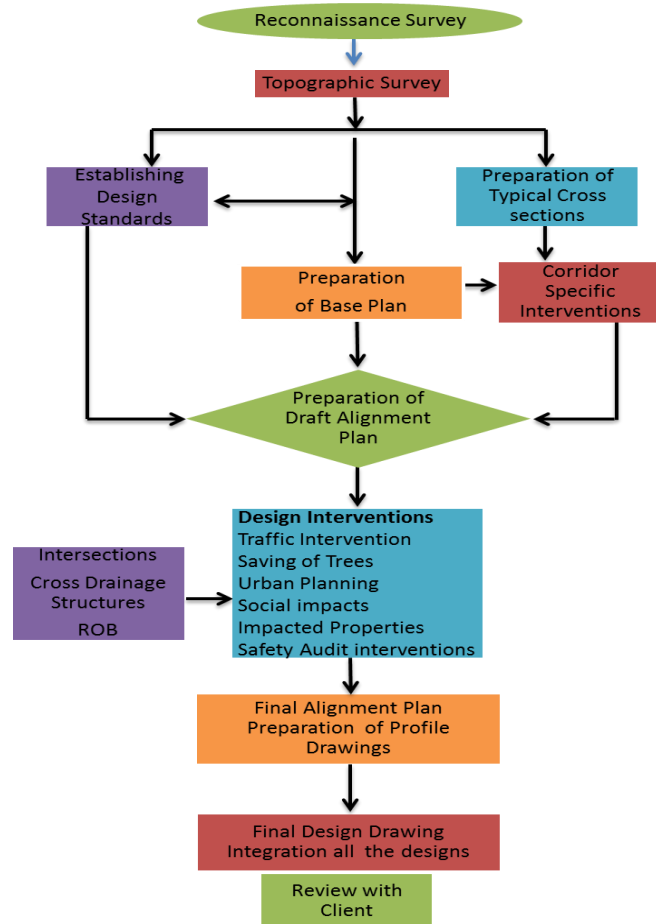 Reconnaissance Survey
Topographic Survey
Establishing
Design
Standards
Preparation of
Typical Cross
sections
Preparation
of Base Plan
Corridor
Specific
Interventions
Preparation of
Draft Alignment
Plan
Design Interventions
Traffic Intervention
Saving of Trees
Urban Planning
Social impacts
Impacted Properties
Safety Audit interventions
Intersections
Cross Drainage
Structures
ROB
Final Alignment Plan
Preparation of Profile
Drawings
Final Design Drawing
Integration all the designs
Review with
Client